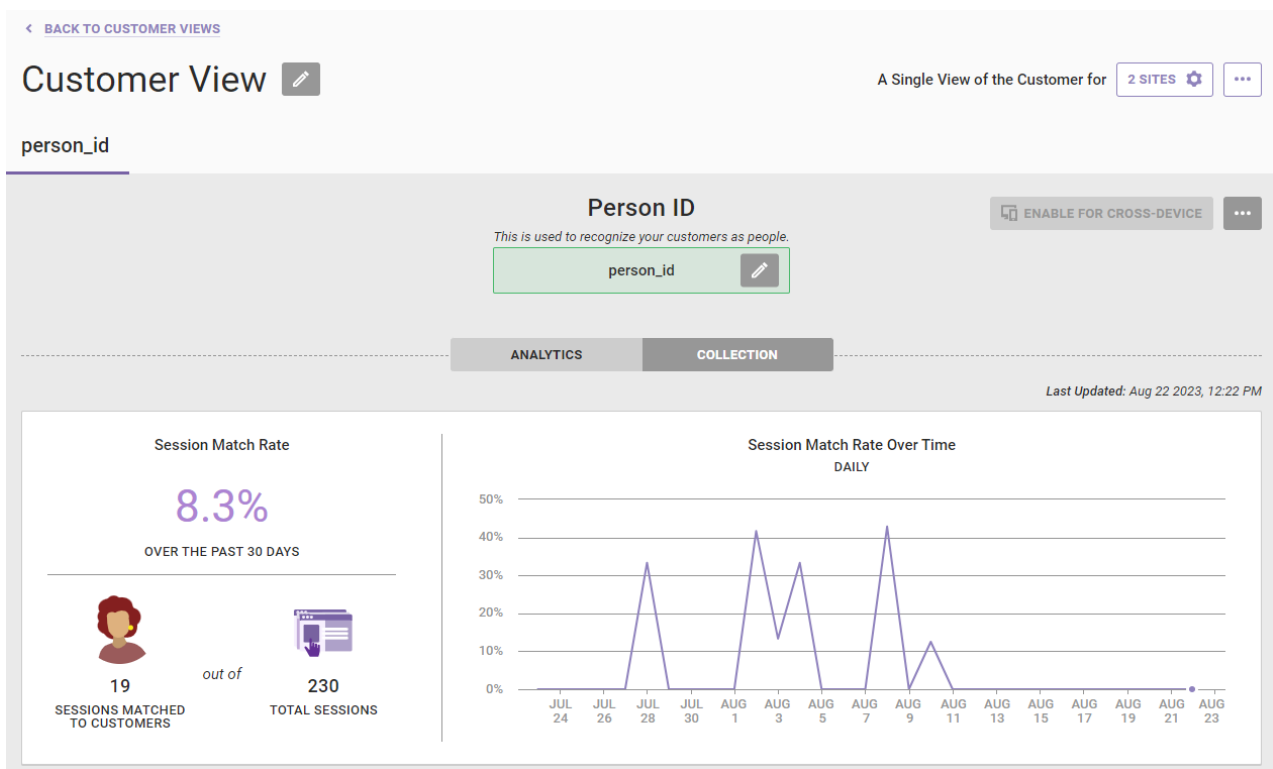 BACK TO CUSTOMER VIEWS
Customer View
A Single View of the Customer for
2 SITES
person_id
Person ID
This is used to recognize your customers as people.
person_id
ENABLE FOR CROSS-DEVICE
ANALYTICS
COLLECTION
Last Updated: Aug 22 2023, 12:22 PM
Session Match Rate
8.3%
OVER THE PAST 30 DAYS
19
SESSIONS MATCHED
TO CUSTOMERS
out of
230
TOTAL SESSIONS
Session Match Rate Over Time
DAILY
50%
40%
30%
20%
10%
0%
JUL JUL JUL JUL AUG AUG AUG AUG AUG AUG AUG AUG AUG AUG AUG AUG
24 26 28 30 1 3 5 7 9 11 13 15 17 19 21 23